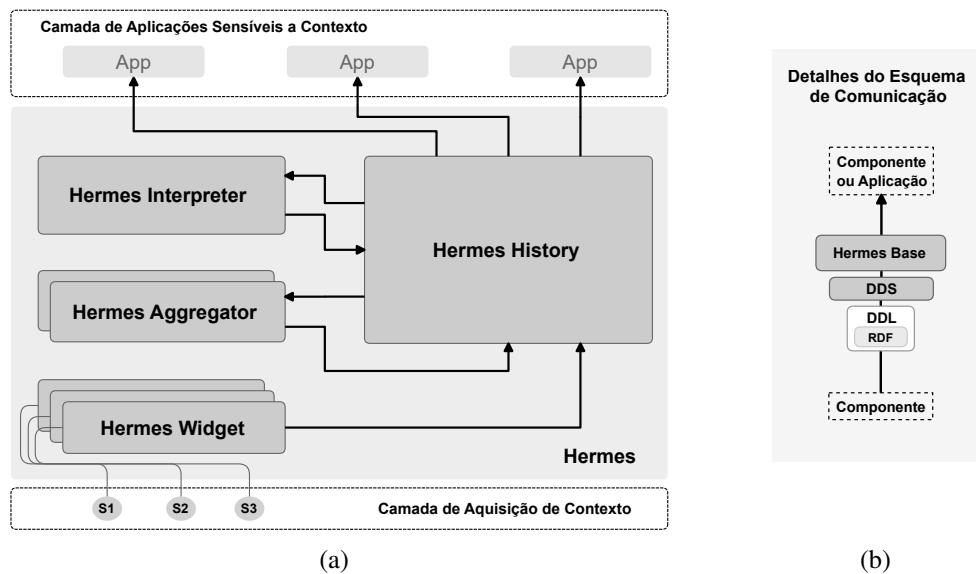 Camada de Aplicações Sensíveis a Contexto
App
App
App
Hermes Interpreter
Hermes History
Hermes Aggregator
Hermes Widget
Hermes
S1
S2
S3
Camada de Aquisição de Contexto
(a)
Detalhes do Esquema
de Comunicação
Componente
ou Aplicação
Hermes Base
DDS
DDL
RDF
Componente
(b)